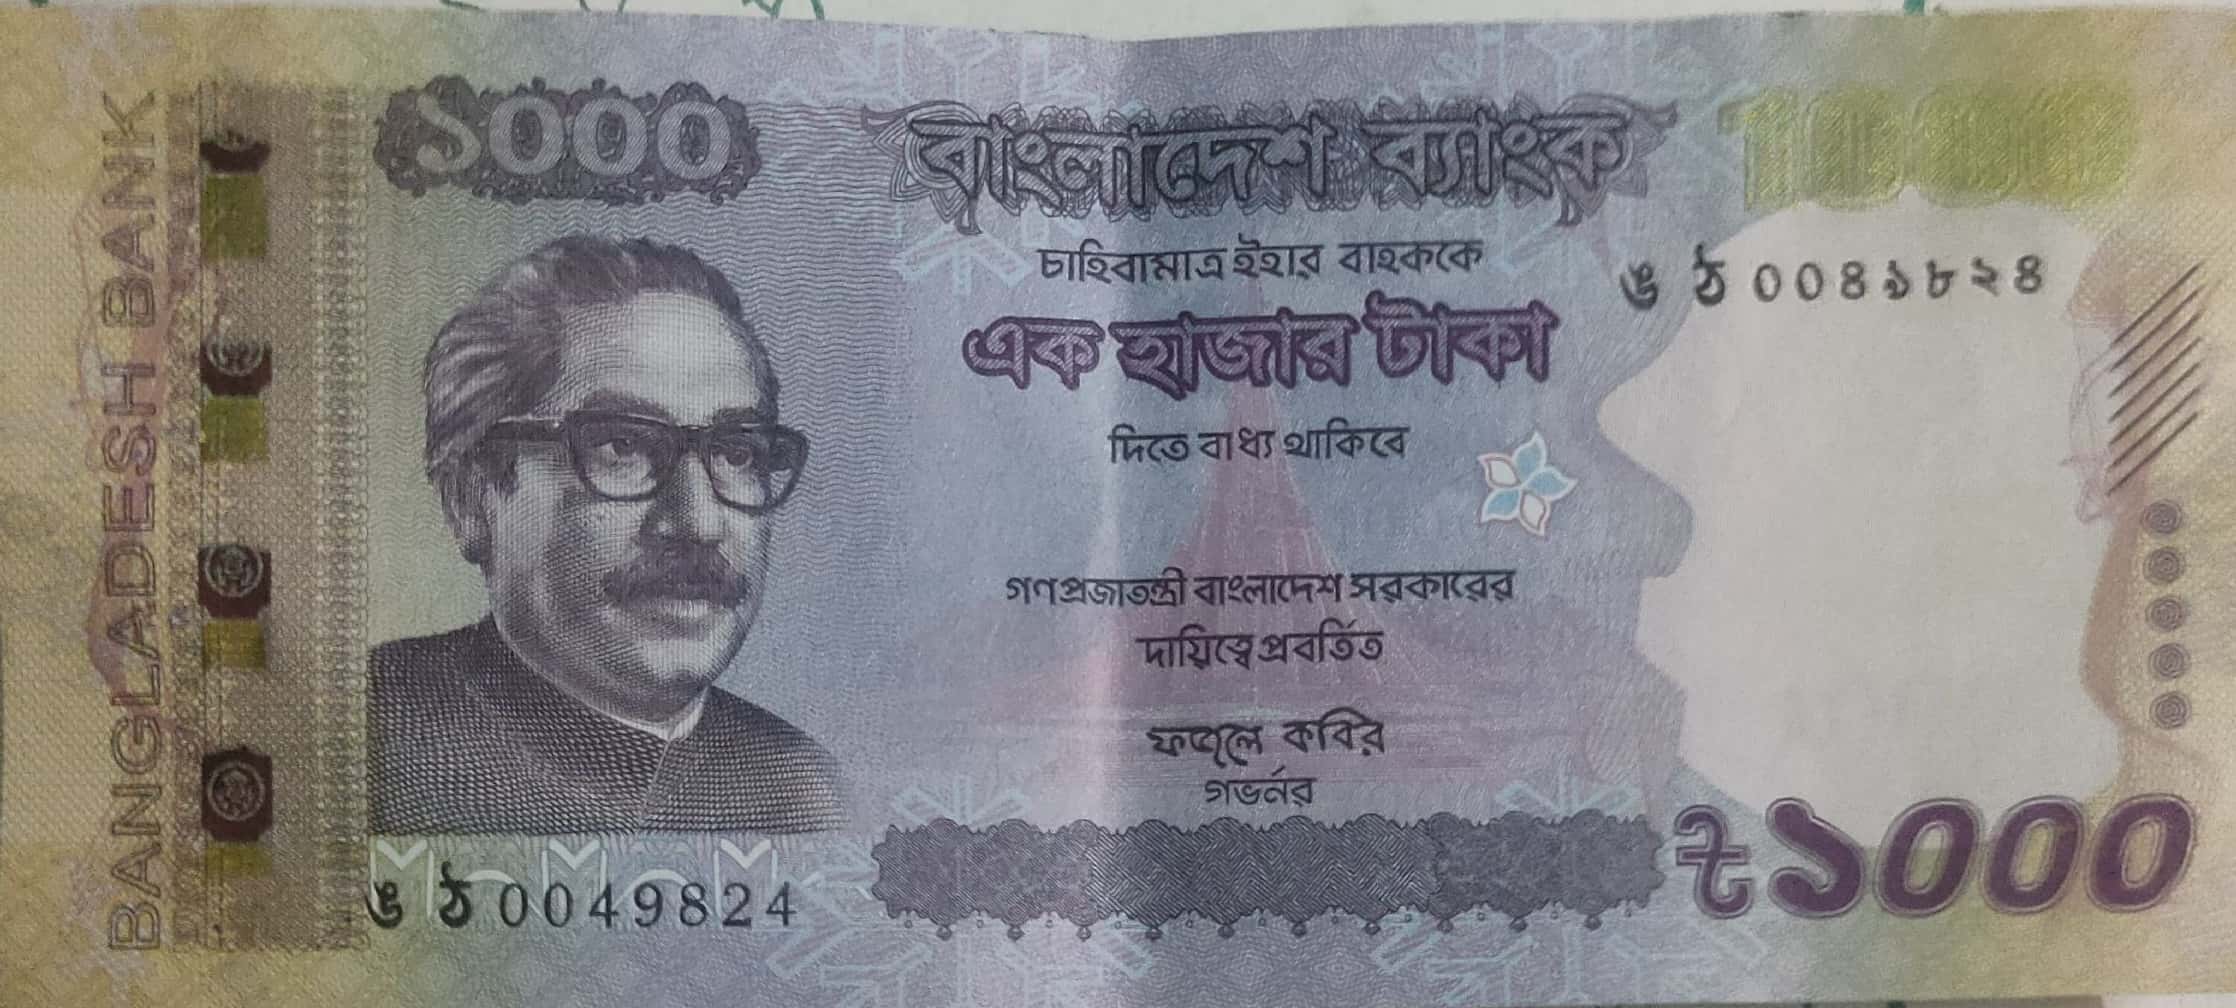 BANGLADESH BANK
১০০০
বাংলাদেশ ব্যাংক
1000
চাহিবামাত্র ইহার বাহককে
ঙ ঠ ০০৪৯৮২৪
এক হাজার টাকা
দিতে বাধ্য থাকিবে
গণপ্রজাতন্ত্রী বাংলাদেশ সরকারের
দায়িত্বে প্রবর্তিত
ফজলে কবির
গভর্নর
ঙ ঠ 0049824
৳১০০০